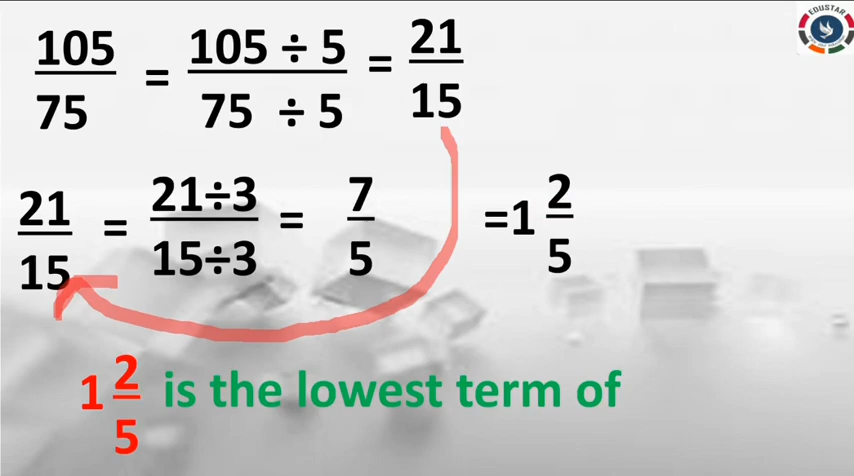 EDUSTAR
105/75 = 105 ÷ 5/75 ÷ 5 = 21/15
21/15 = 21÷3/15÷3 = 7/5 =1 2/5
1 2/5 is the lowest term of